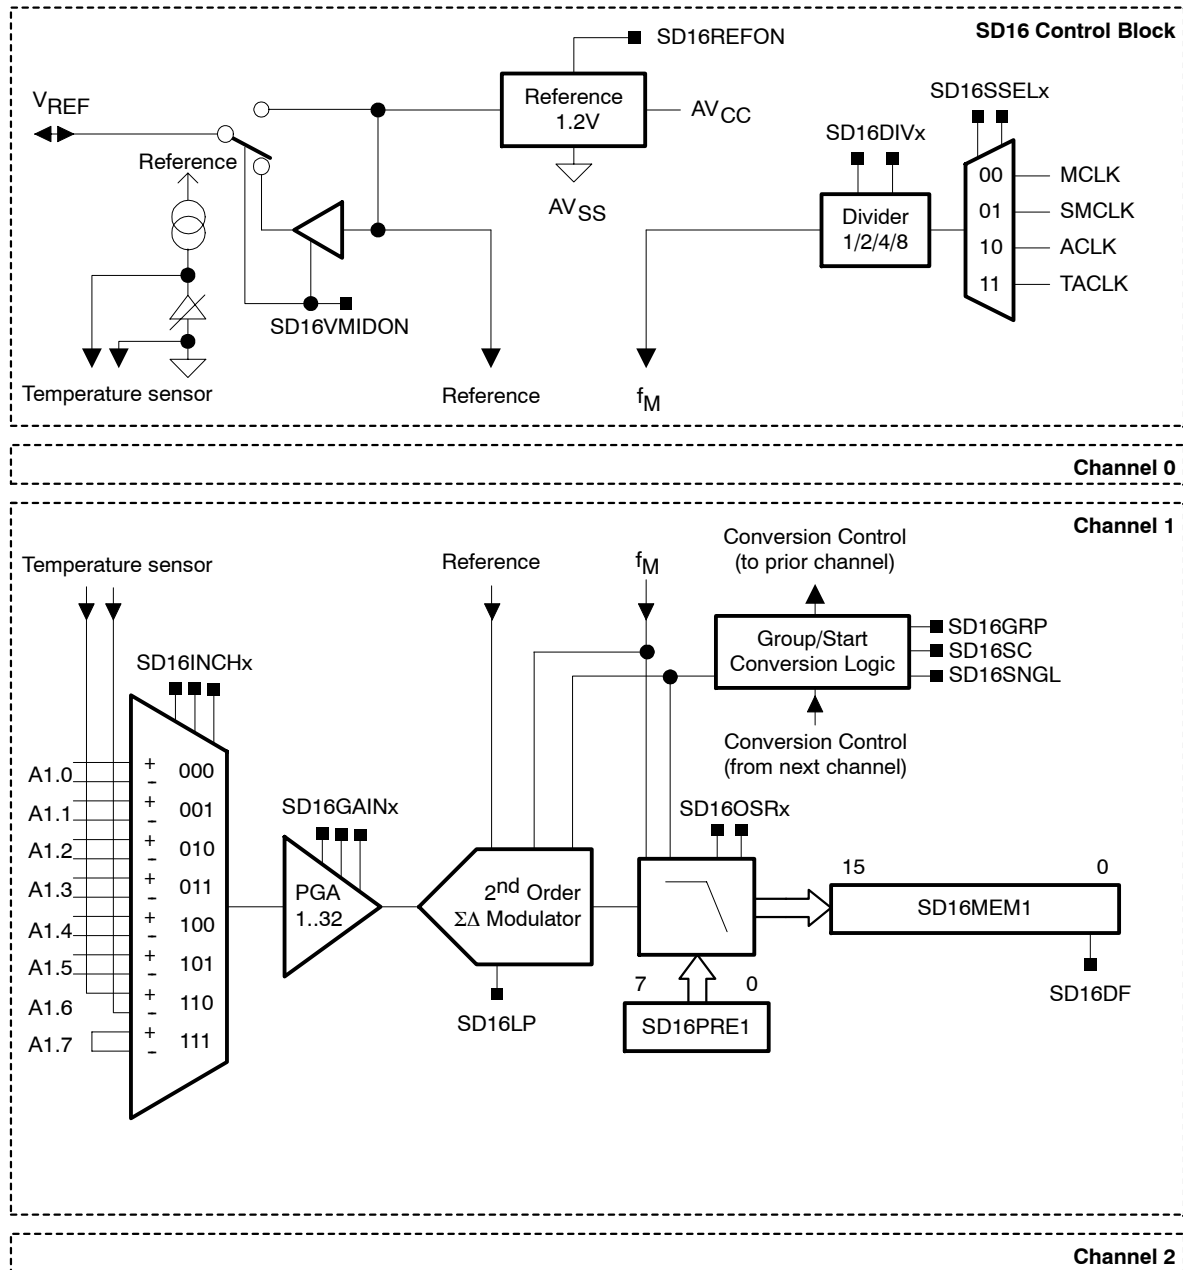 SD16 Control Block
SD16REFON
VREF
Reference
1.2V
AVCC
SD16SSELx
SD16DIVx
Reference
AVSS
00
MCLK
01
SMCLK
10
ACLK
11
TACLK
Divider
1/2/4/8
SD16VMIDON
Temperature sensor
Reference
fM
Channel 0
Channel 1
Conversion Control
(to prior channel)
Temperature sensor
Reference
fM
Group/Start
Conversion Logic
SD16GRP
SD16SC
SD16SNGL
SD16INCHx
Conversion Control
(from next channel)
A1.0
+
-
000
A1.1
+
-
001
A1.2
+
-
010
A1.3
+
-
011
A1.4
+
-
100
A1.5
+
-
101
A1.6
+
-
110
A1.7
+
-
111
SD16GAINx
PGA
1..32
2nd Order
ΣΔ Modulator
SD16LP
SD16OSRx
15
0
SD16MEM1
SD16DF
7
0
SD16PRE1
Channel 2